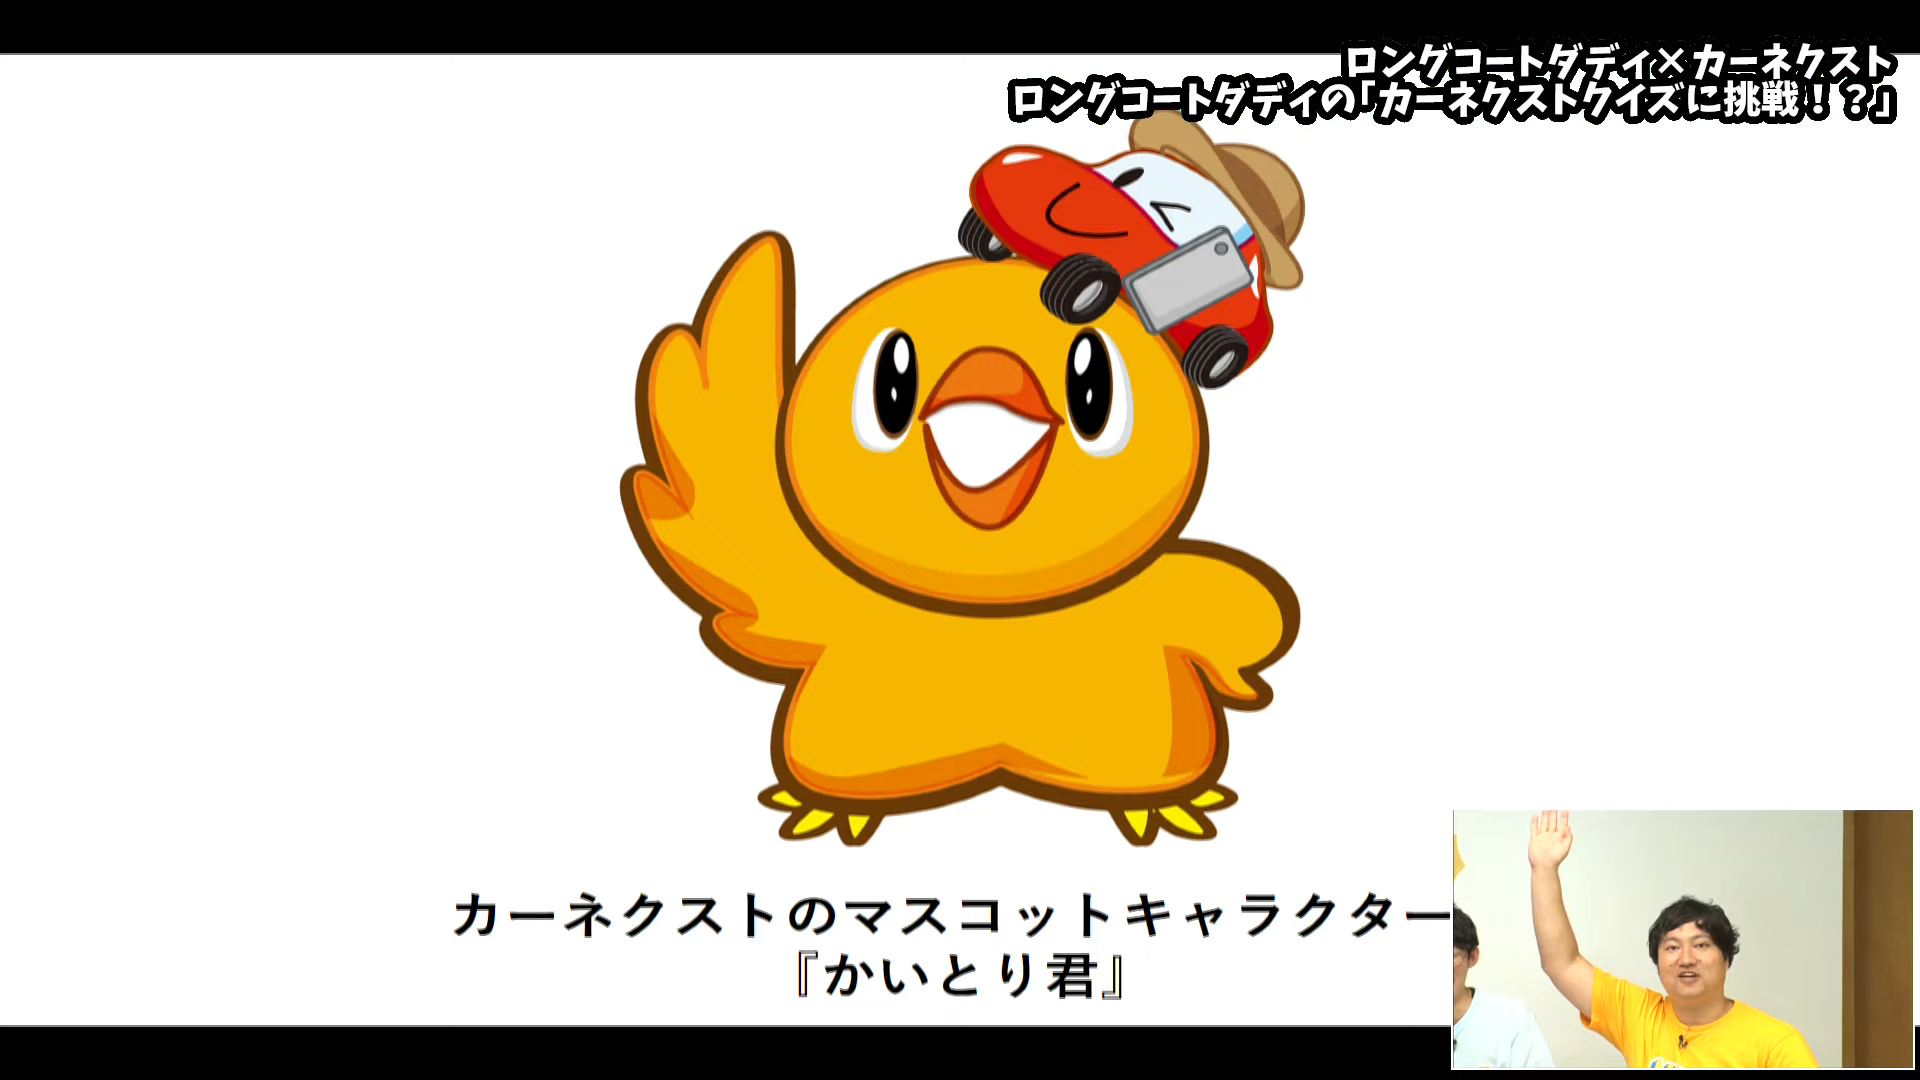 ロングコートダディ×カーネクスト
ロングコートダディの｢カーネクストクイズに挑戦！？｣
カーネクストのマスコットキャラクター
『かいとり君』